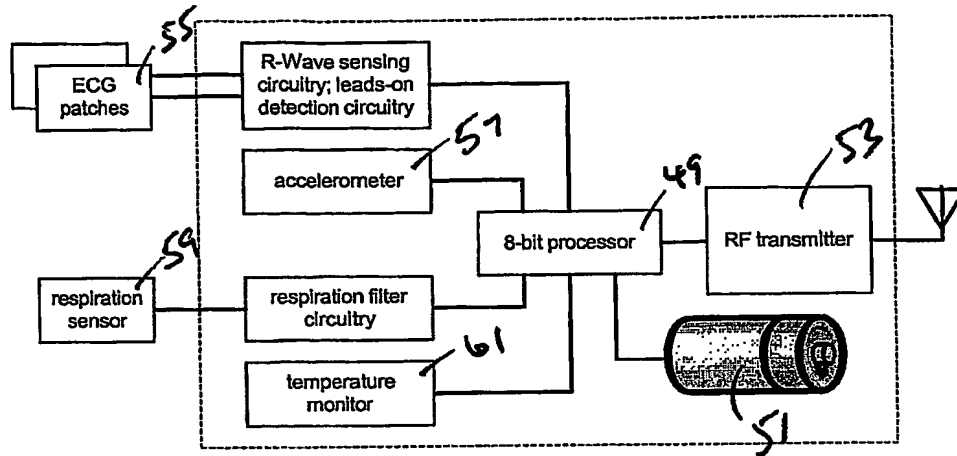 55
ECG
patches
R-Wave sensing
circuitry; leads-on
detection circuitry
57
accelerometer
49
8-bit processor
53
RF transmitter
59
respiration
sensor
respiration filter
circuitry
61
temperature
monitor
51